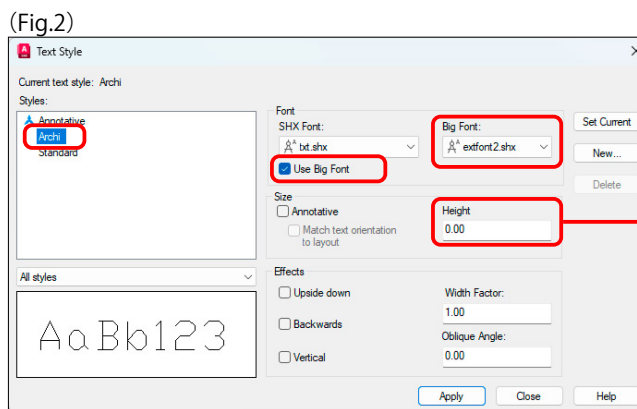 (Fig.2)
Text Style
Current text style: Archi
Styles:
Annotative
Archi
Standard
All styles
AaBb123
Font
SHX Font:
txt.shx
Use Big Font
Big Font:
extfont2.shx
Size
Annotative
Match text orientation
to layout
Height
0.00
Effects
Upside down
Backwards
Vertical
Width Factor:
1.00
Oblique Angle:
0.00
Set Current
New...
Delete
Apply
Close
Help